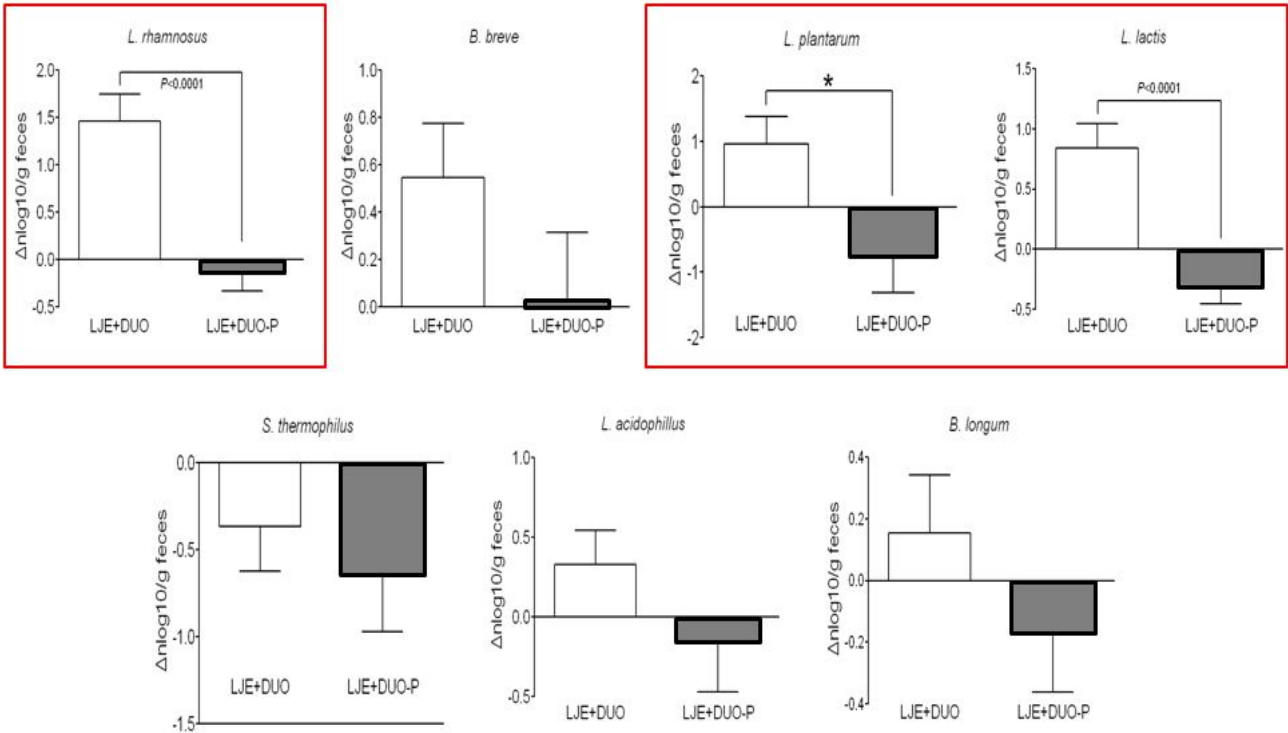 L. rhamnosus
ΔnIog10/g feces
2.0
1.5
1.0
0.5
0.0
-0.5
P<0.0001
LJE+DUO LJE+DUO-P
B. breve
Δnlog10/g feces
1.0
0.8
0.6
0.4
0.2
0.0
LJE+DUO LJE+DUO-P
L. plantarum
Δnlog10/g feces
2
1
0
-1
-2
*
LJE+DUO LJE+DUO-P
L. lactis
Δnlog10/g feces
1.5
1.0
0.5
0.0
-0.5
P<0.0001
LJE+DUO LJE+DUO-P
S. thermophilus
Δnlog10/g feces
0.0
-0.5
-1.0
-1.5
LJE+DUO LJE+DUO-P
L. acidophillus
Δnlog10/g feces
1.0
0.5
0.0
-0.5
LJE+DUO LJE+DUO-P
B. longum
Δnlog10/g feces
0.4
0.2
0.0
-0.2
-0.4
LJE+DUO LJE+DUO-P